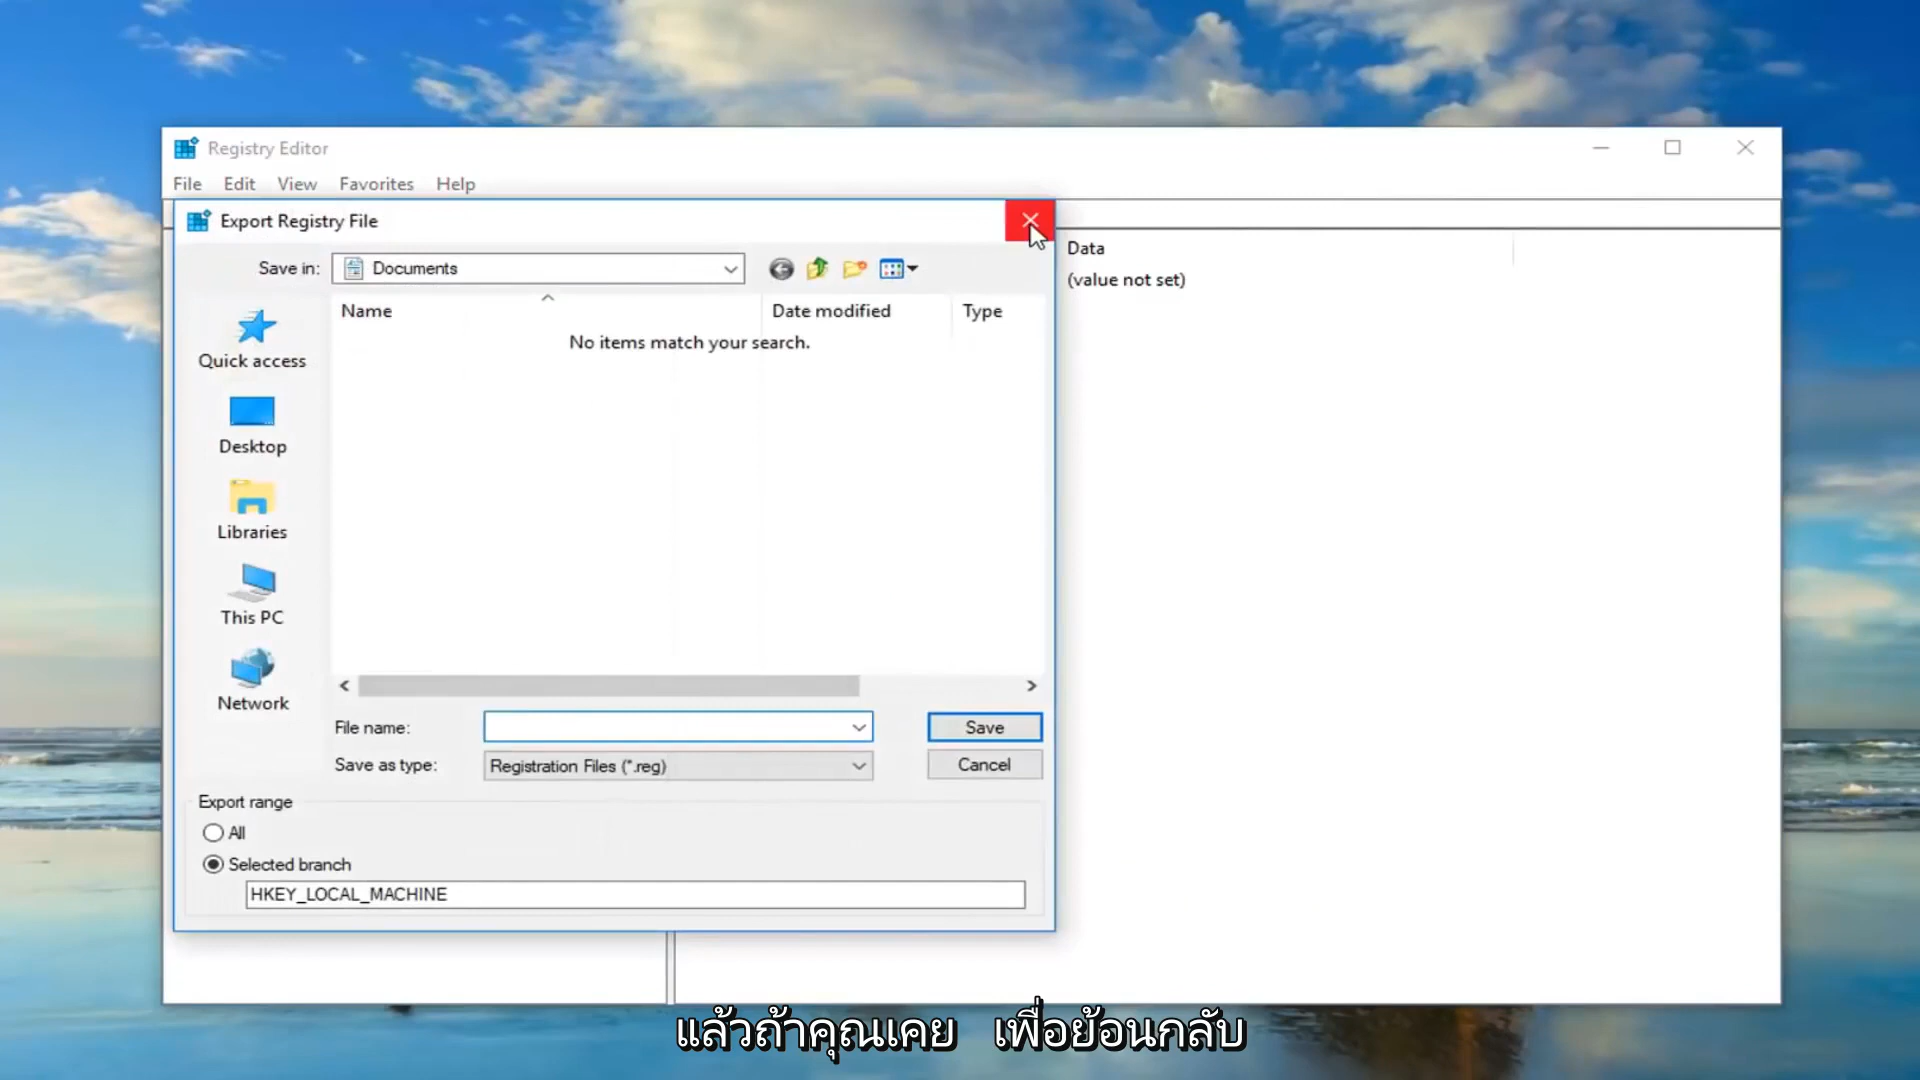 Registry Editor
File Edit View Favorites Help
Export Registry File
Data
Save in: Documents
(value not set)
Name Date modified Type
No items match your search.
Quick access
Desktop
Libraries
This PC
Network
File name: Save
Save as type: Registration Files (*.reg) Cancel
Export range
All
Selected branch
HKEY_LOCAL_MACHINE
แล้วถ้าคุณเคย เพื่อย้อนกลับ